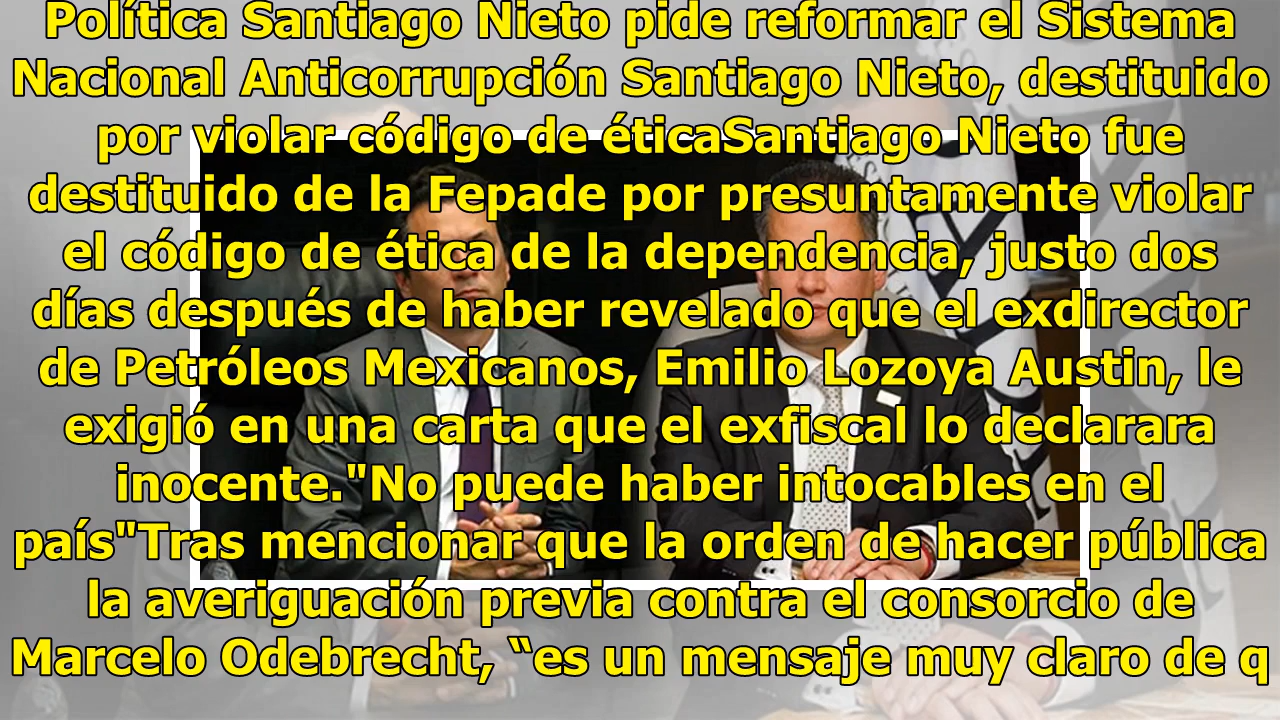 Política Santiago Nieto pide reformar el Sistema
Nacional Anticorrupción Santiago Nieto, destituido
por violar código de éticaSantiago Nieto fue
destituido de la Fepade por presuntamente violar
el código de ética de la dependencia, justo dos
días después de haber revelado que el exdirector
de Petróleos Mexicanos, Emilio Lozoya Austin, le
exigió en una carta que el exfiscal lo declarara
inocente."No puede haber intocables en el
país"Tras mencionar que la orden de hacer pública
la averiguación previa contra el consorcio de
Marcelo Odebrecht, “es un mensaje muy claro de q